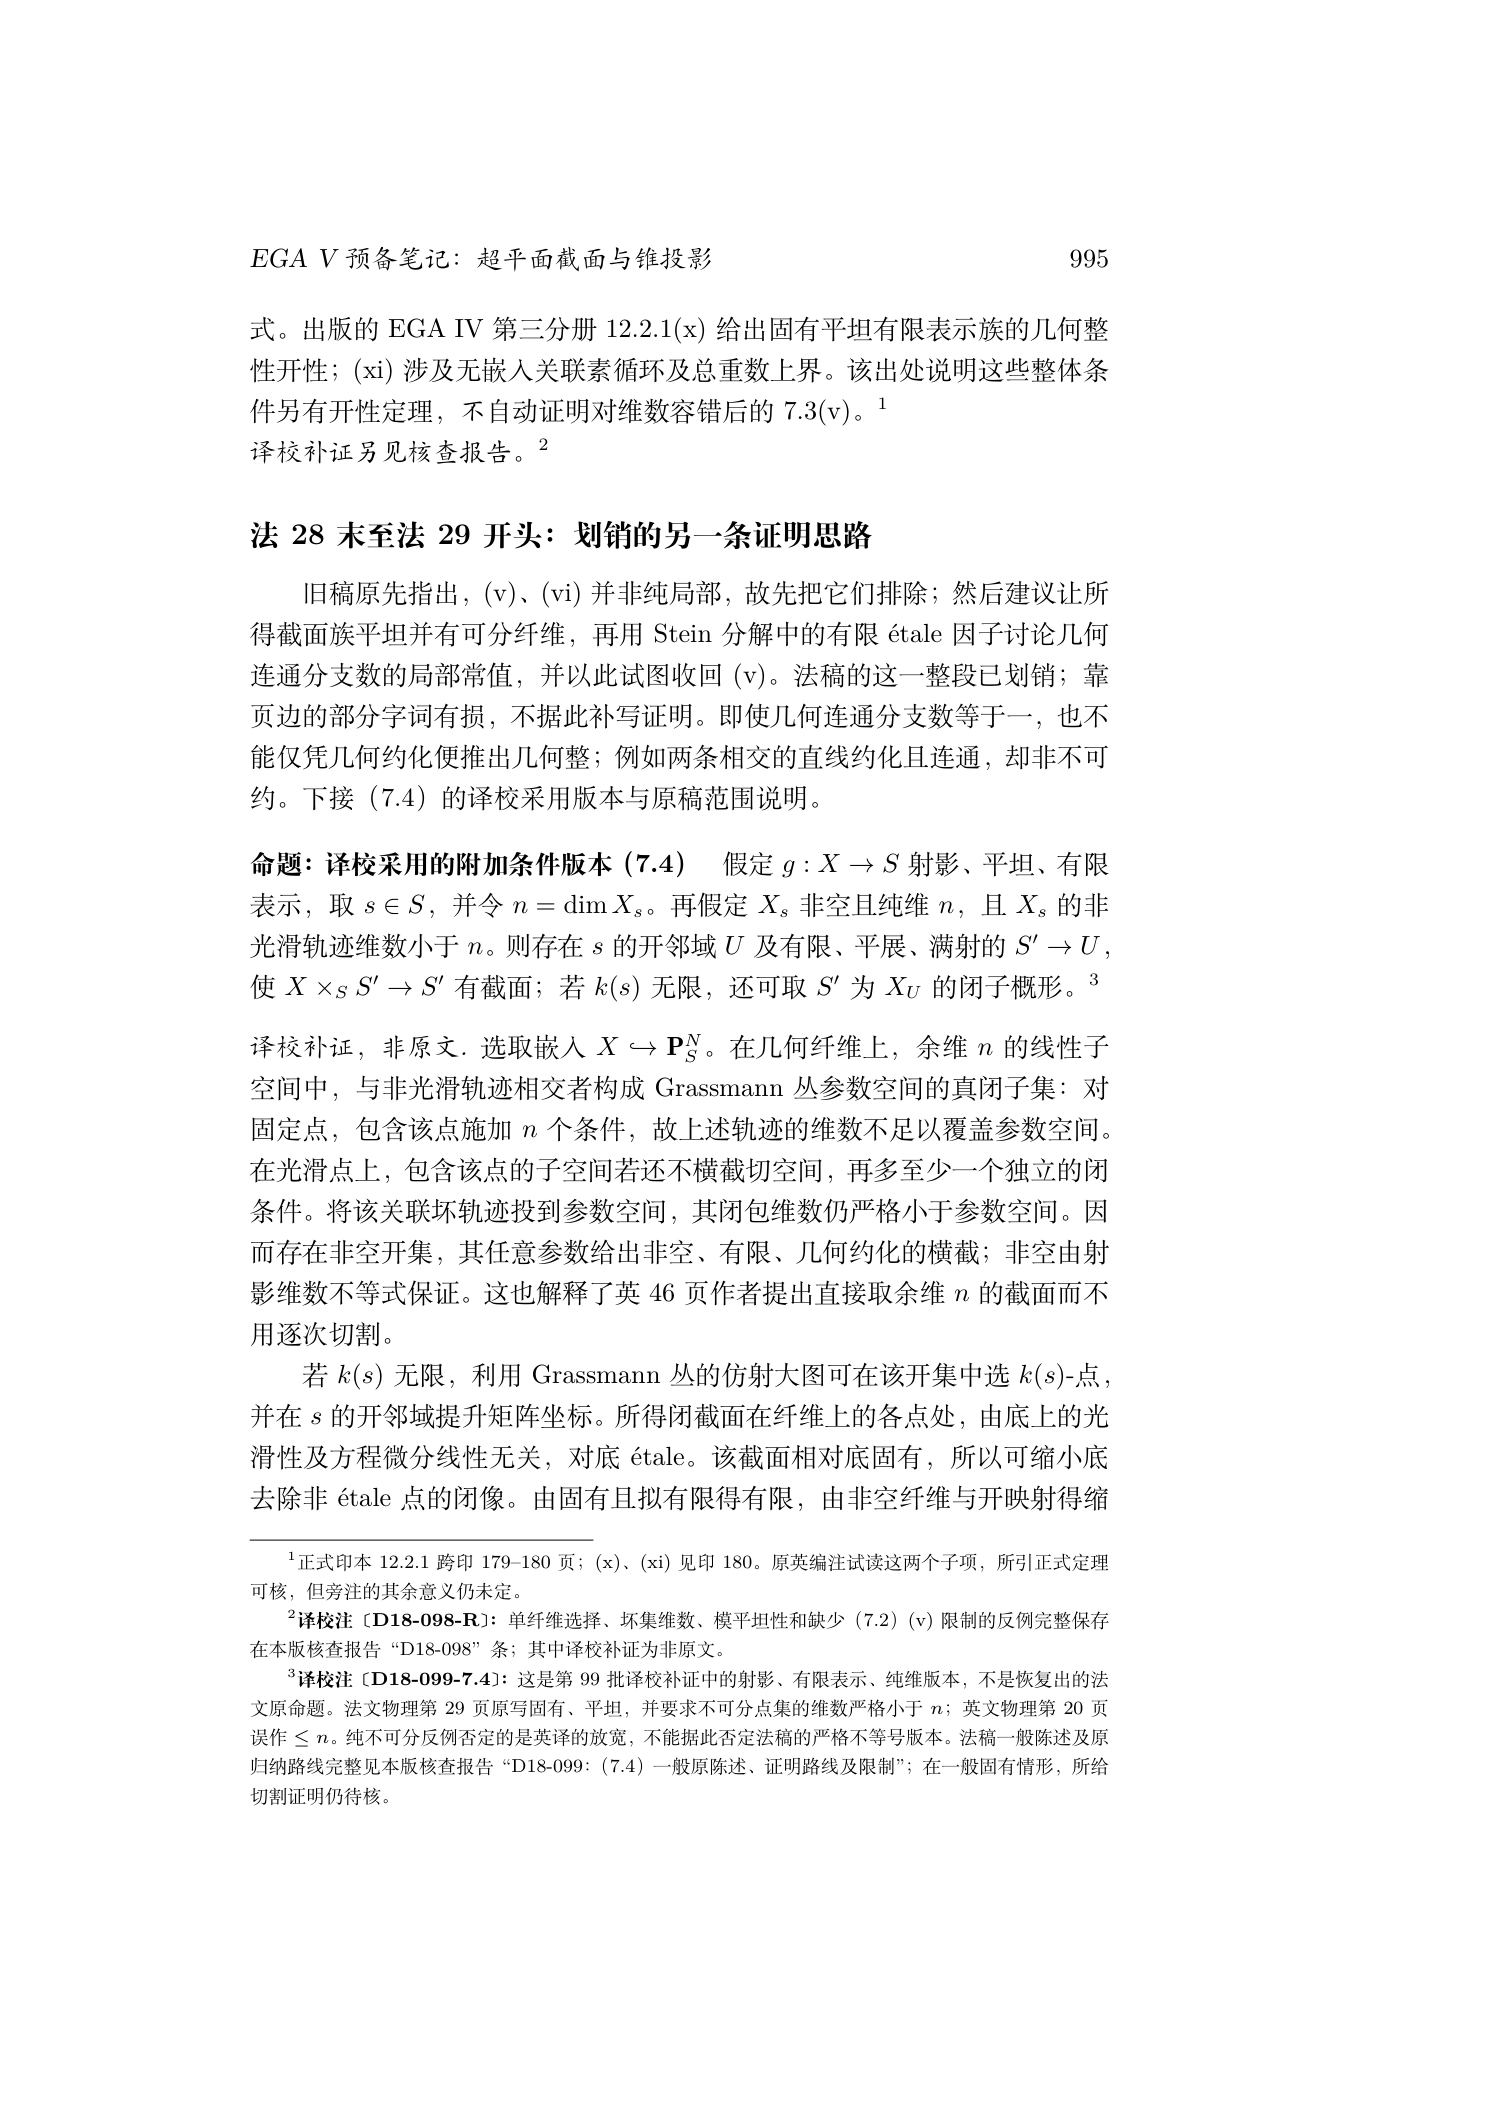 EGA V 预备笔记：超平面截面与锥投影 995
式。出版的 EGA IV 第三分册 12.2.1(x) 给出固有平坦有限表示族的几何整
性开性；(xi) 涉及无嵌入关联素循环及总重数上界。该出处说明这些整体条
件另有开性定理，不自动证明对维数容错后的 7.3(v)。1
译校补证另见核查报告。2
法 28 末至法 29 开头：划销的另一条证明思路
旧稿原先指出，(v)、(vi) 并非纯局部，故先把它们排除；然后建议让所
得截面族平坦并有可分纤维，再用 Stein 分解中的有限 étale 因子讨论几何
连通分支数的局部常值，并以此试图收回 (v)。法稿的这一整段已划销；靠
页边的部分字词有损，不据此补写证明。即使几何连通分支数等于一，也不
能仅凭几何约化便推出几何整；例如两条相交的直线约化且连通，却非不可
约。下接（7.4）的译校采用版本与原稿范围说明。
命题：译校采用的附加条件版本（7.4） 假定 g : X → S 射影、平坦、有限
表示，取 s ∈ S，并令 n = dim X_s。再假定 X_s 非空且纯维 n，且 X_s 的非
光滑轨迹维数小于 n。则存在 s 的开邻域 U 及有限、平展、满射的 S′ → U，
使 X ×_S S′ → S′ 有截面；若 k(s) 无限，还可取 S′ 为 X_U 的闭子概形。3
译校补证，非原文. 选取嵌入 X ↪ P_S^N。在几何纤维上，余维 n 的线性子
空间中，与非光滑轨迹相交者构成 Grassmann 丛参数空间的真闭子集：对
固定点，包含该点施加 n 个条件，故上述轨迹的维数不足以覆盖参数空间。
在光滑点上，包含该点的子空间若还不横截切空间，再多至少一个独立的闭
条件。将该关联坏轨迹投到参数空间，其闭包维数仍严格小于参数空间。因
而存在非空开集，其任意参数给出非空、有限、几何约化的横截；非空由射
影维数不等式保证。这也解释了英 46 页作者提出直接取余维 n 的截面而不
用逐次切割。
若 k(s) 无限，利用 Grassmann 丛的仿射大图可在该开集中选 k(s)-点，
并在 s 的开邻域提升矩阵坐标。所得闭截面在纤维上的各点处，由底上的光
滑性及方程微分线性无关，对底 étale。该截面相对底固有，所以可缩小底
去除非 étale 点的闭像。由固有且拟有限得有限，由非空纤维与开映射得缩
1正式印本 12.2.1 跨印 179–180 页；(x)、(xi) 见印 180。原英编注试读这两个子项，所引正式定理
可核，但旁注的其余意义仍未定。
2译校注〔D18-098-R〕：单纤维选择、坏集维数、模平坦性和缺少（7.2）(v) 限制的反例完整保存
在本版核查报告“D18-098”条；其中译校补证为非原文。
3译校注〔D18-099-7.4〕：这是第 99 批译校补证中的射影、有限表示、纯维版本，不是恢复出的法
文原命题。法文物理第 29 页原写固有、平坦，并要求不可分点集的维数严格小于 n；英文物理第 20 页
误作 ≤ n。纯不可分反例否定的是英译的放宽，不能据此否定法稿的严格不等号版本。法稿一般陈述及原
归纳路线完整见本版核查报告“D18-099:（7.4）一般原陈述、证明路线及限制”；在一般固有情形，所给
切割证明仍待核。